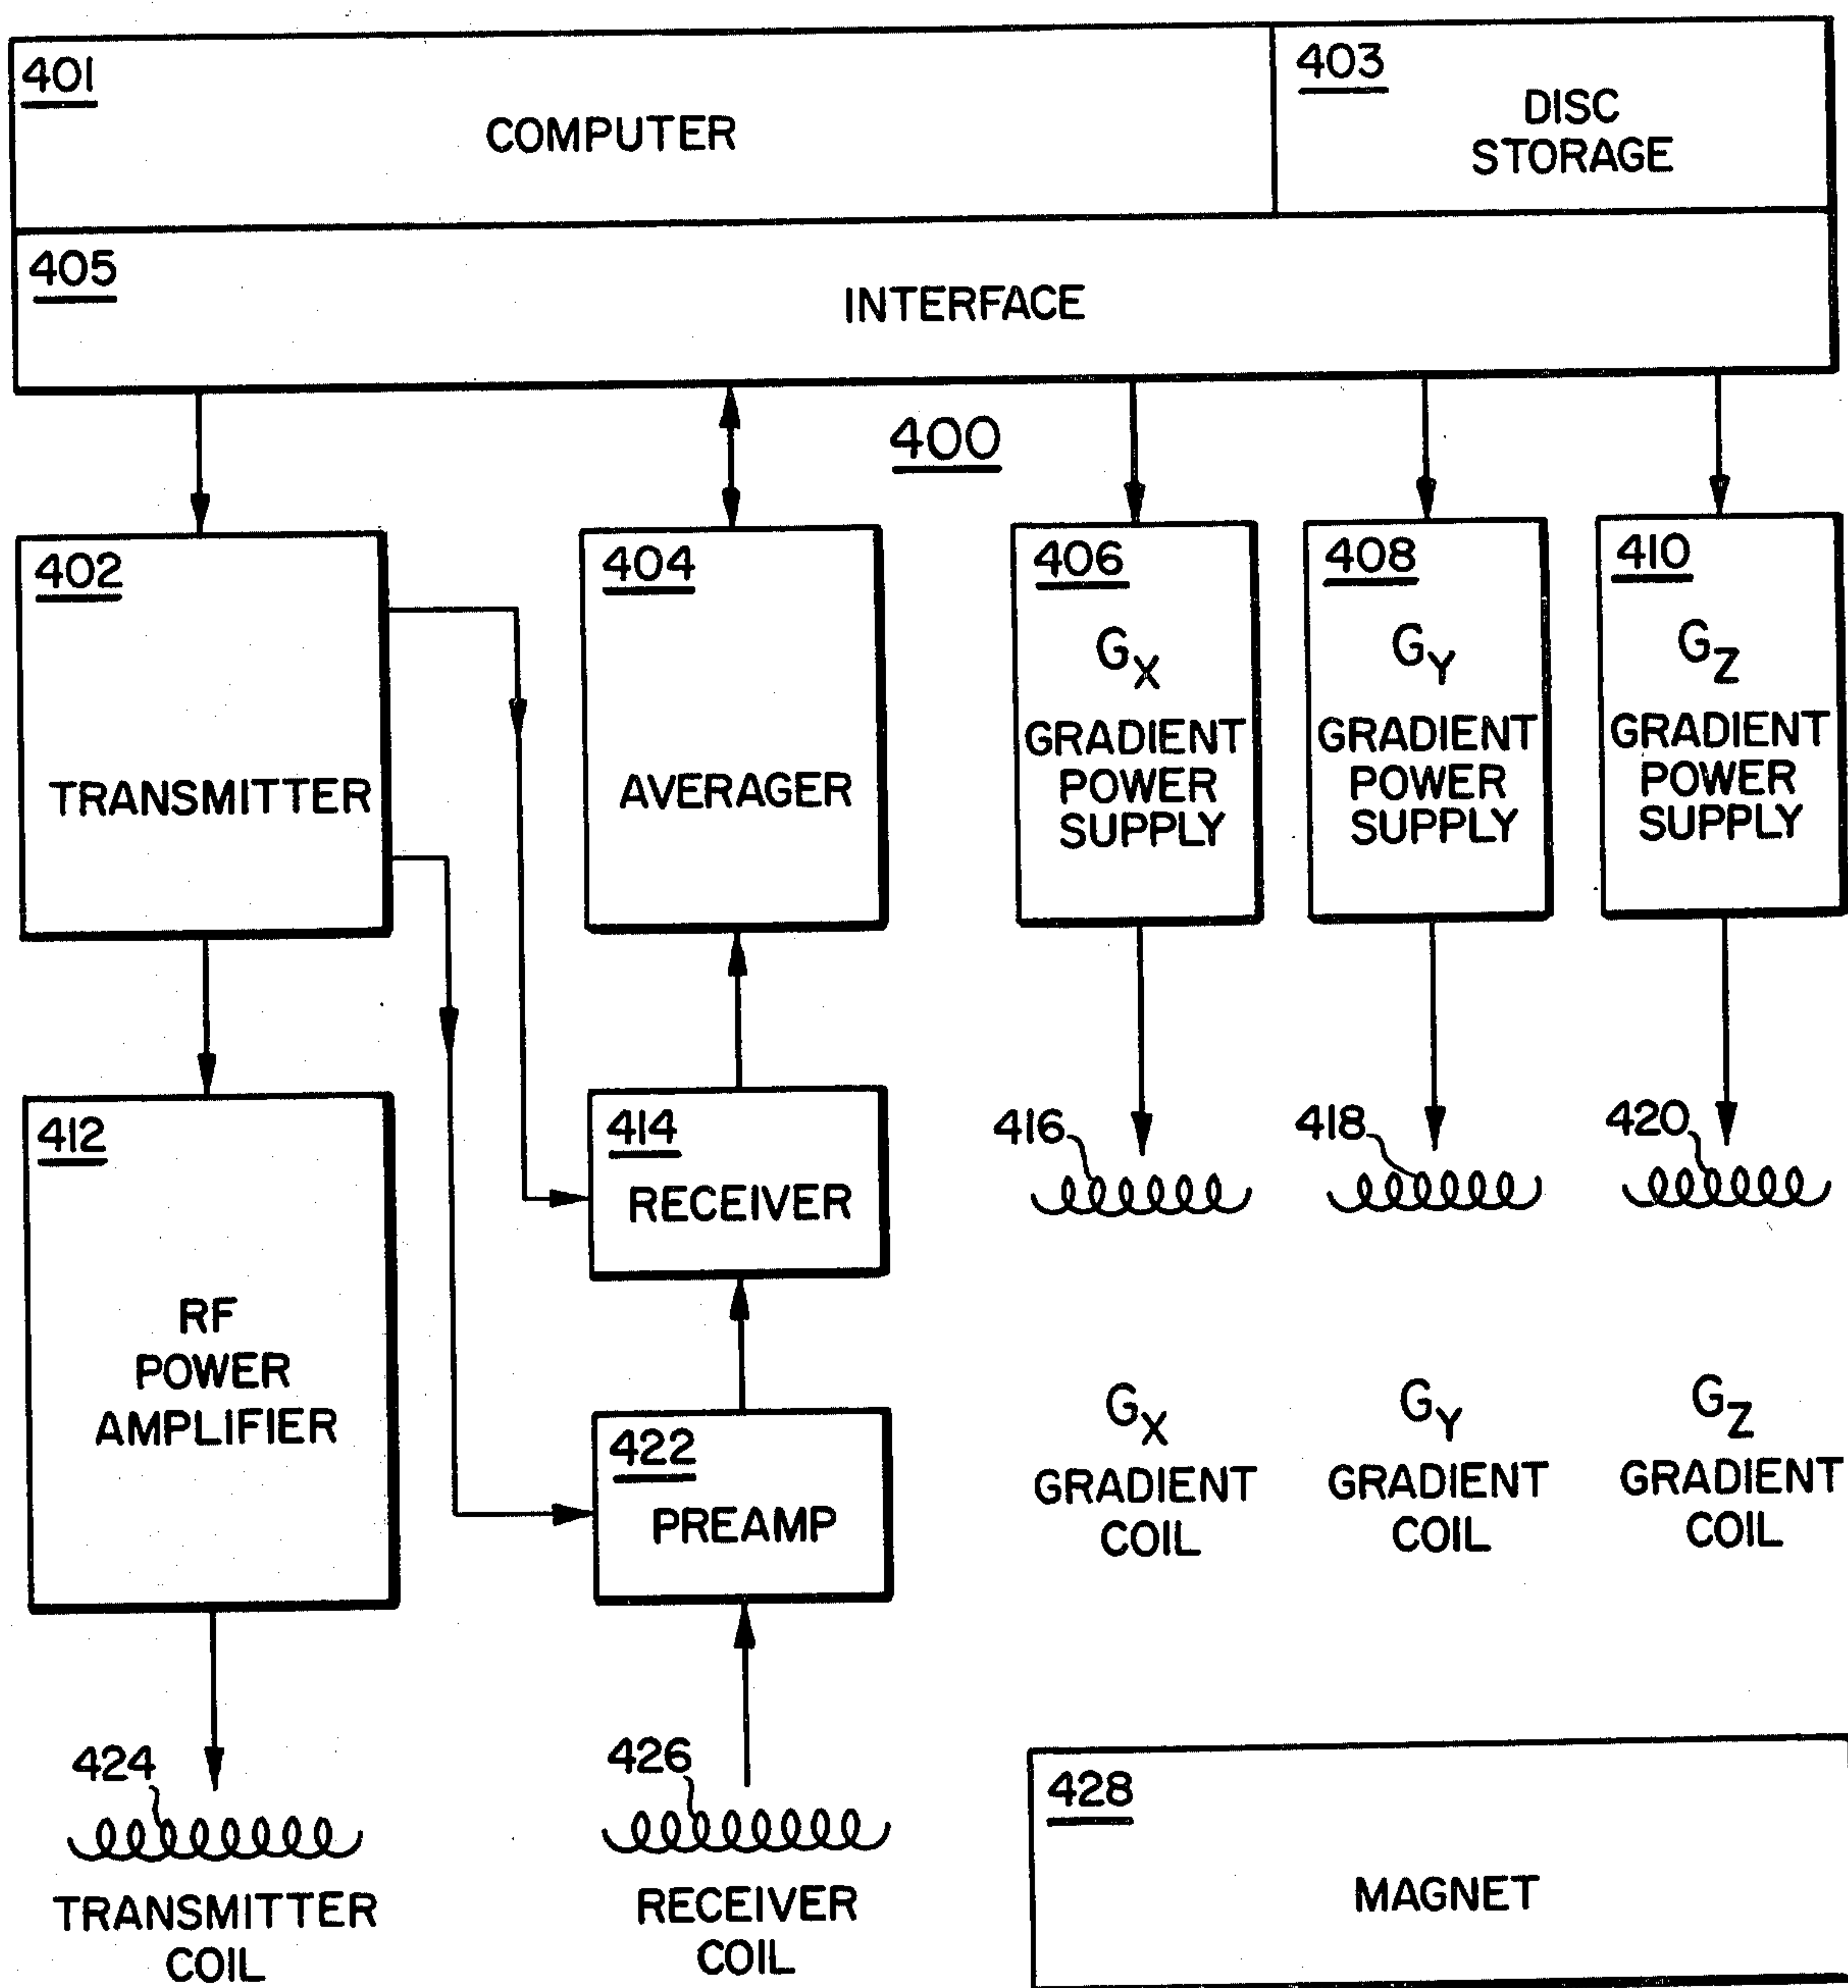 401
COMPUTER
403
DISC
STORAGE
405
INTERFACE
400
402
TRANSMITTER
404
AVERAGER
406
GX
GRADIENT
POWER
SUPPLY
408
GY
GRADIENT
POWER
SUPPLY
410
GZ
GRADIENT
POWER
SUPPLY
412
RF
POWER
AMPLIFIER
414
RECEIVER
416
418
420
422
PREAMP
GX
GRADIENT
COIL
GY
GRADIENT
COIL
GZ
GRADIENT
COIL
424
TRANSMITTER
COIL
426
RECEIVER
COIL
428
MAGNET